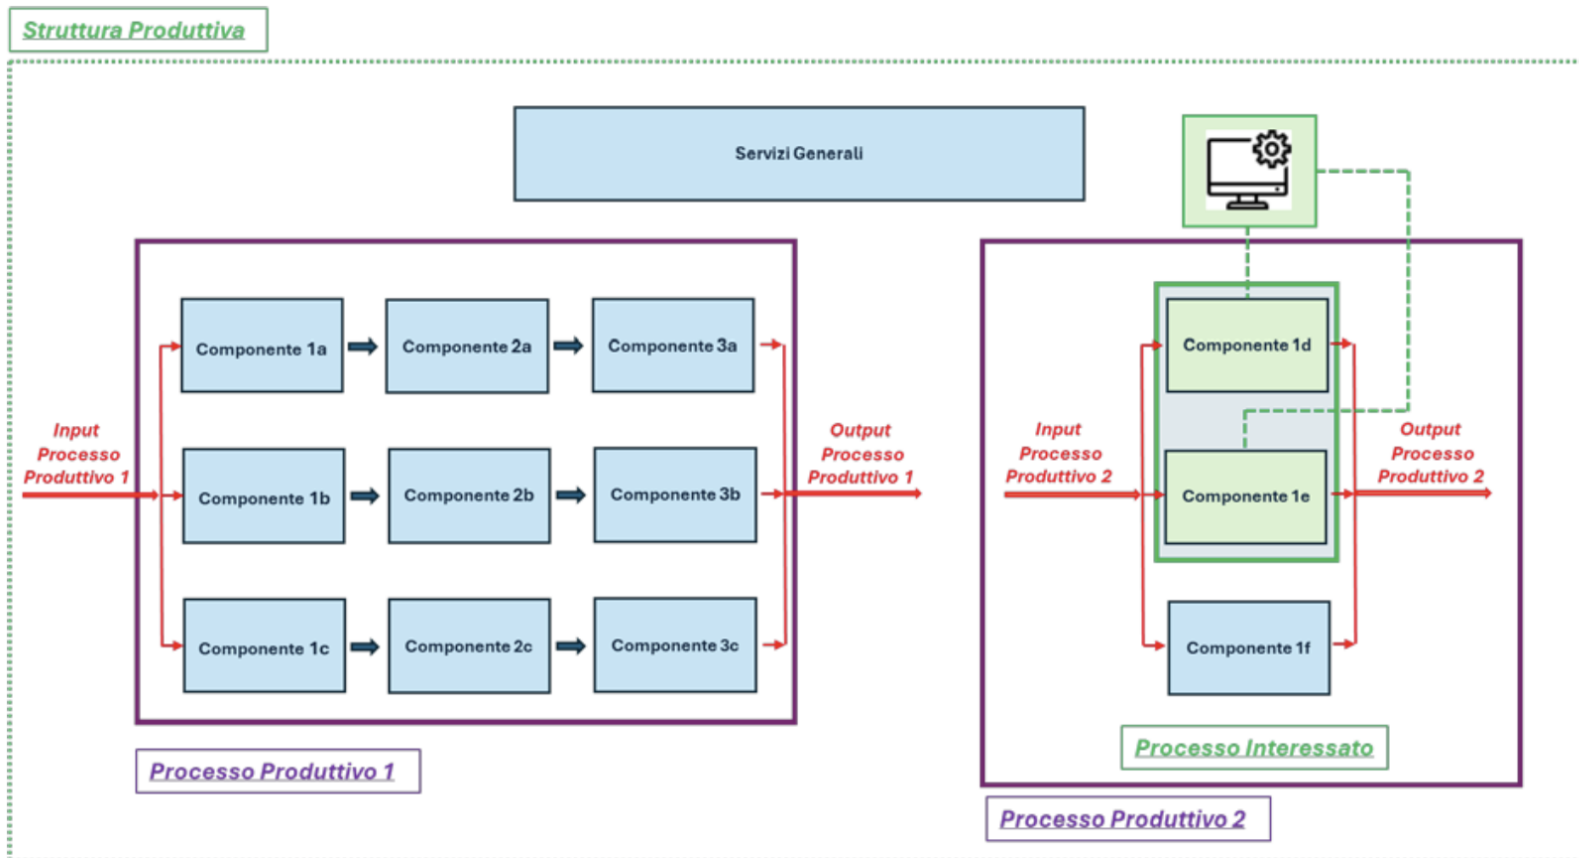 Struttura Produttiva
Servizi Generali
Componente 1a
Componente 2a
Componente 3a
Input
Processo
Produttivo 1
Componente 1b
Componente 2b
Componente 3b
Output
Processo
Produttivo 1
Componente 1c
Componente 2c
Componente 3c
Processo Produttivo 1
Componente 1d
Input
Processo
Produttivo 2
Componente 1e
Output
Processo
Produttivo 2
Componente 1f
Processo Interessato
Processo Produttivo 2